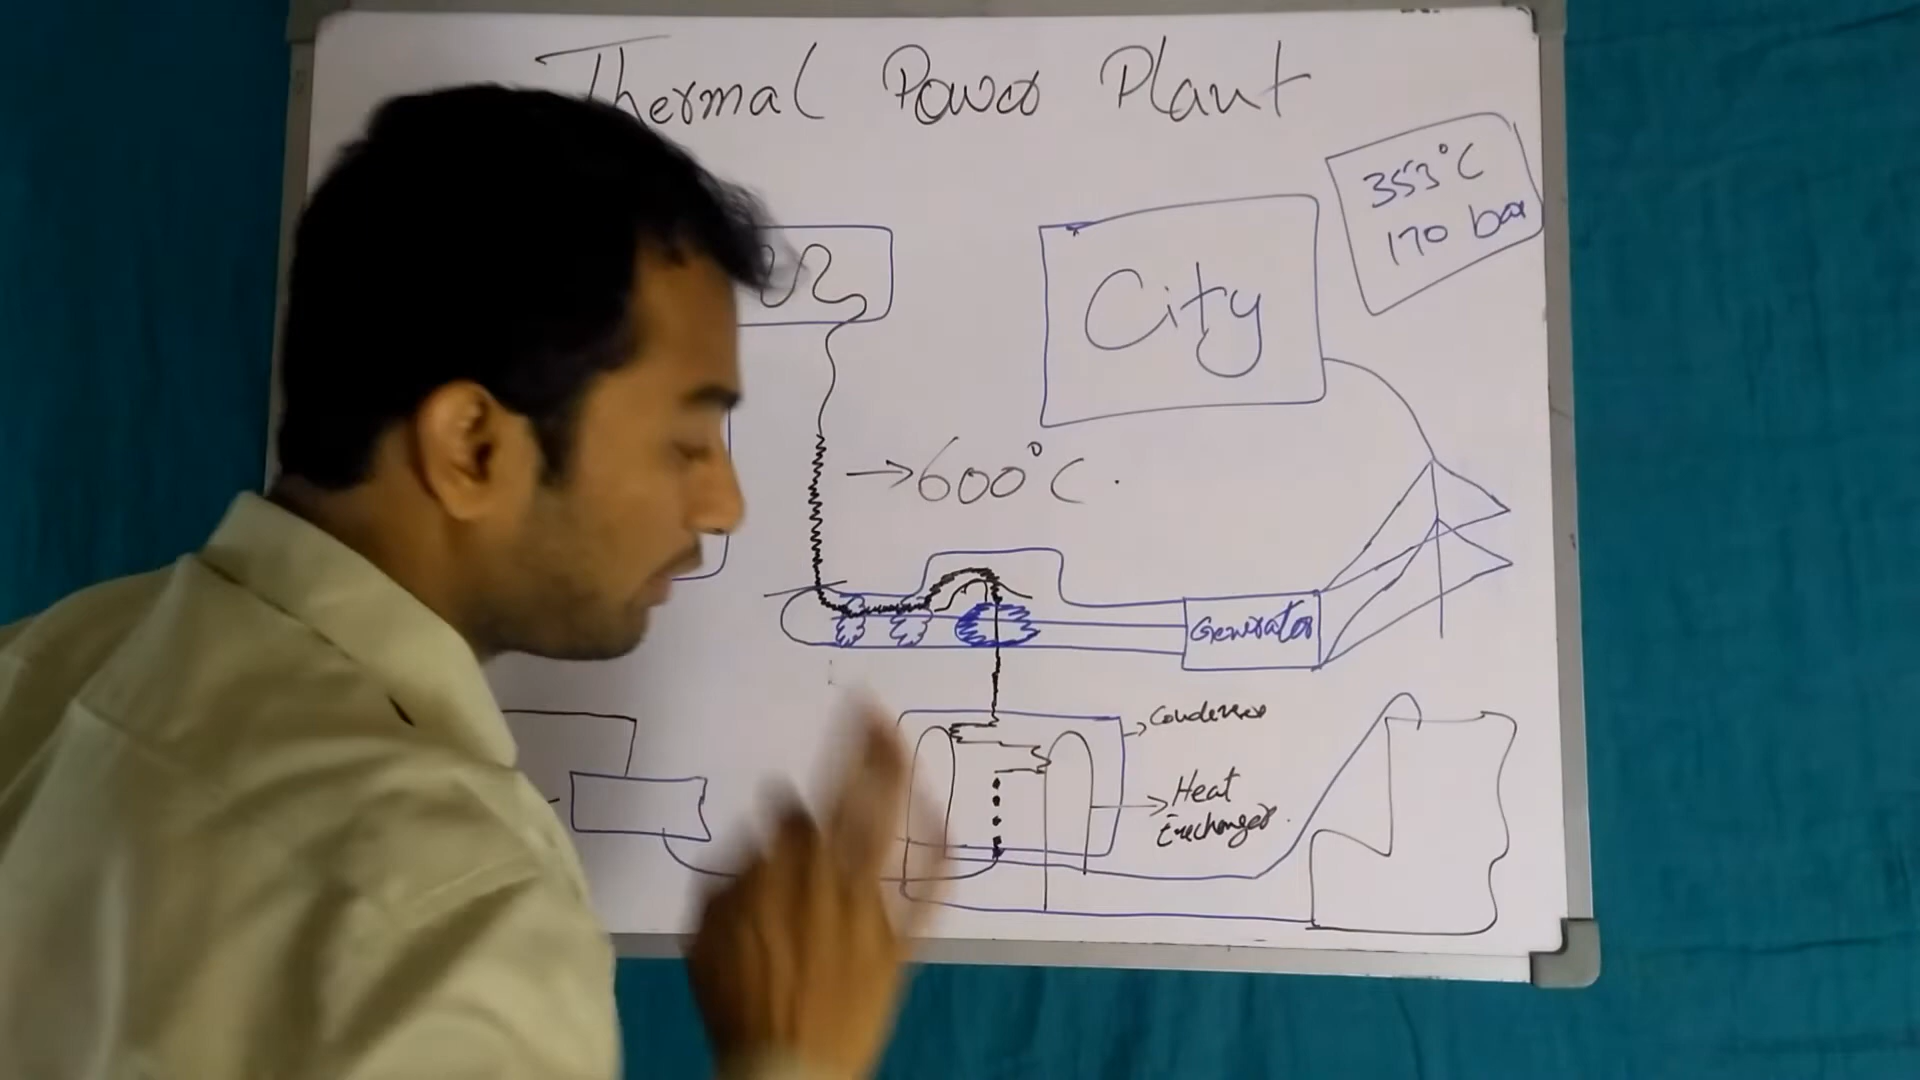 Thermal Power Plant
353°C
170 bar
City
→600°C.
Generator
Condenser
Heat
Exchanger.